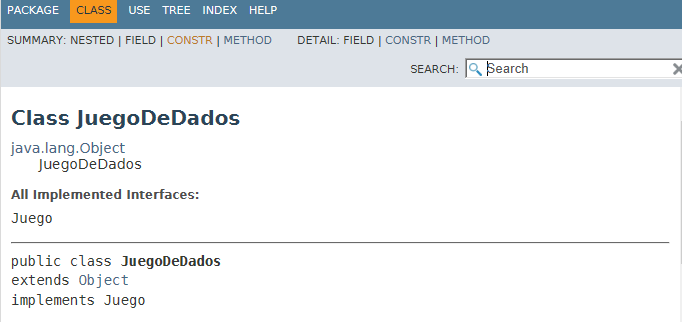 PACKAGE CLASS USE TREE INDEX HELP
SUMMARY: NESTED | FIELD | CONSTR | METHOD DETAIL: FIELD | CONSTR | METHOD
SEARCH: Search
Class JuegoDeDados
java.lang.Object
JuegoDeDados
All Implemented Interfaces:
Juego
public class JuegoDeDados
extends Object
implements Juego